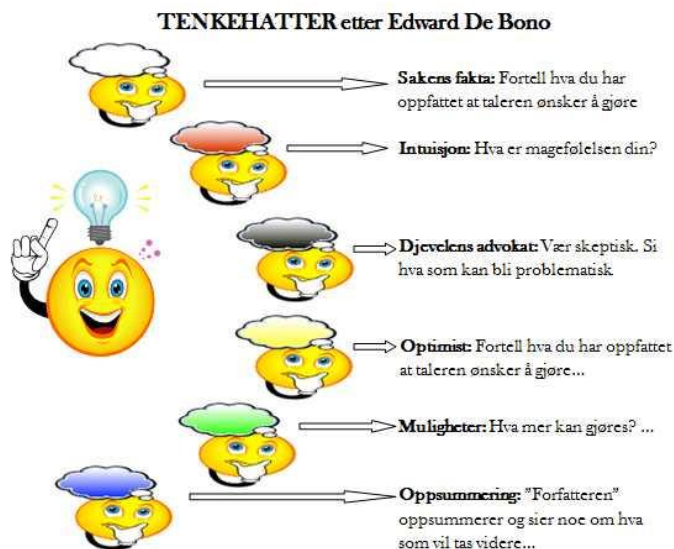 TENKEHATTER etter Edward De Bono
Sakens fakta: Fortell hva du har
oppfattet at taleren ønsker å gjøre
Intuisjon: Hva er magefølelsen din?
Djevelens advokat: Vær skeptisk. Si
hva som kan bli problematisk
Optimist: Fortell hva du har oppfattet
at taleren ønsker å gjøre...
Muligheter: Hva mer kan gjøres? ...
Oppsummering: ”Forfatteren”
oppsummerer og sier noe om hva
som vil tas videre...